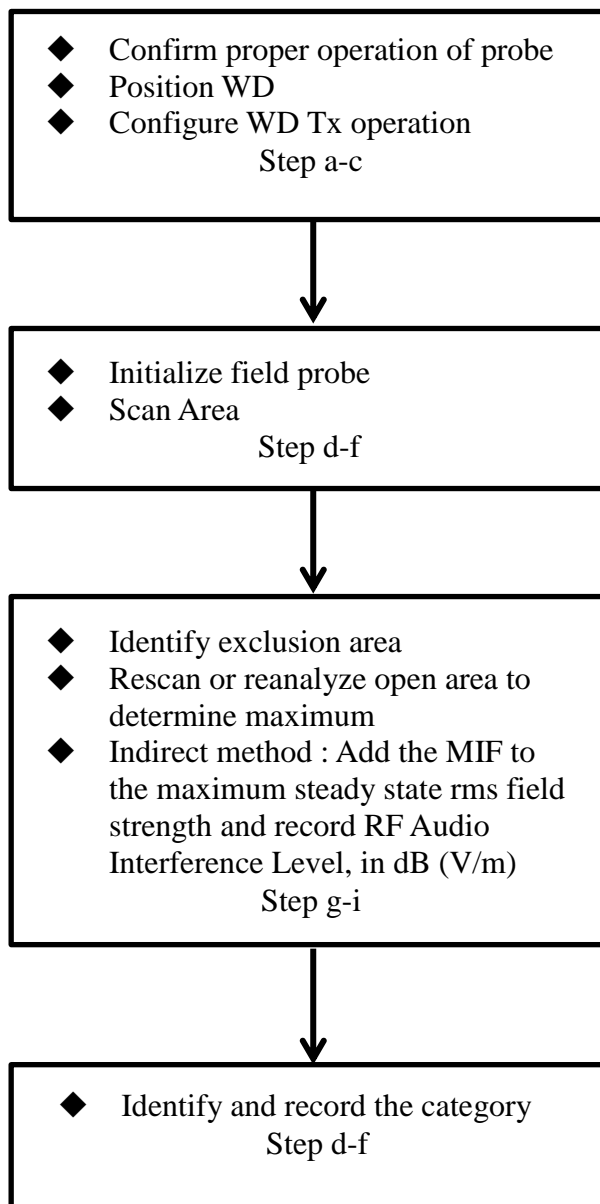 ◆ Confirm proper operation of probe
◆ Position WD
◆ Configure WD Tx operation
Step a-c
◆ Initialize field probe
◆ Scan Area
Step d-f
◆ Identify exclusion area
◆ Rescan or reanalyze open area to
determine maximum
◆ Indirect method : Add the MIF to
the maximum steady state rms field
strength and record RF Audio
Interference Level, in dB (V/m)
Step g-i
◆ Identify and record the category
Step d-f